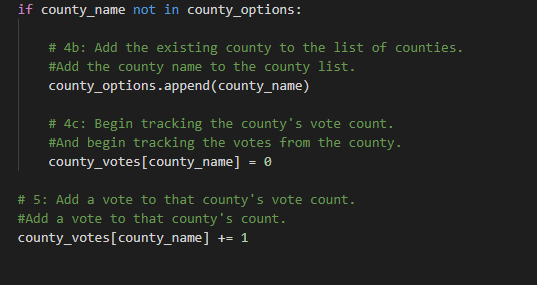 if county_name not in county_options:
# 4b: Add the existing county to the list of counties.
#Add the county name to the county list.
county_options.append(county_name)
# 4c: Begin tracking the county's vote count.
#And begin tracking the votes from the county.
county_votes[county_name] = 0
# 5: Add a vote to that county's vote count.
#Add a vote to that county's count.
county_votes[county_name] += 1